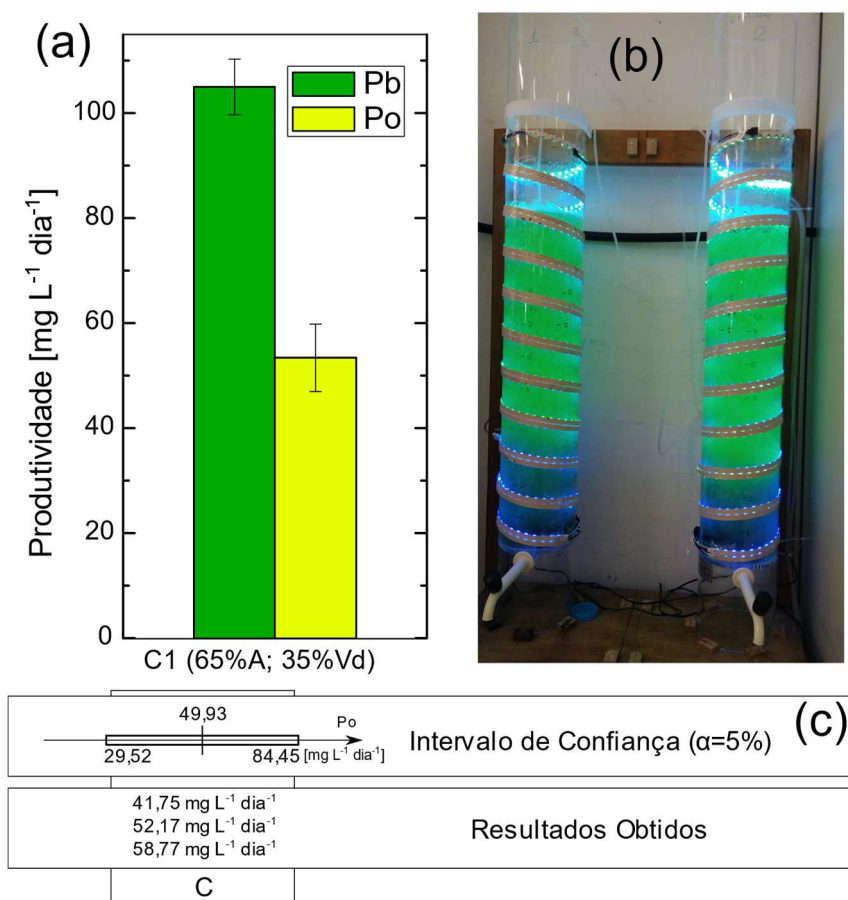 (a)
Pb
Po
Produtividade [mg L⁻¹ dia⁻¹]
100
80
60
40
20
0
C1 (65%A; 35%Vd)
(b)
1
2
(c)
49,93
Po
29,52
84,45
[mg L⁻¹ dia⁻¹]
Intervalo de Confiança (α=5%)
41,75 mg L⁻¹ dia⁻¹
52,17 mg L⁻¹ dia⁻¹
58,77 mg L⁻¹ dia⁻¹
Resultados Obtidos
C